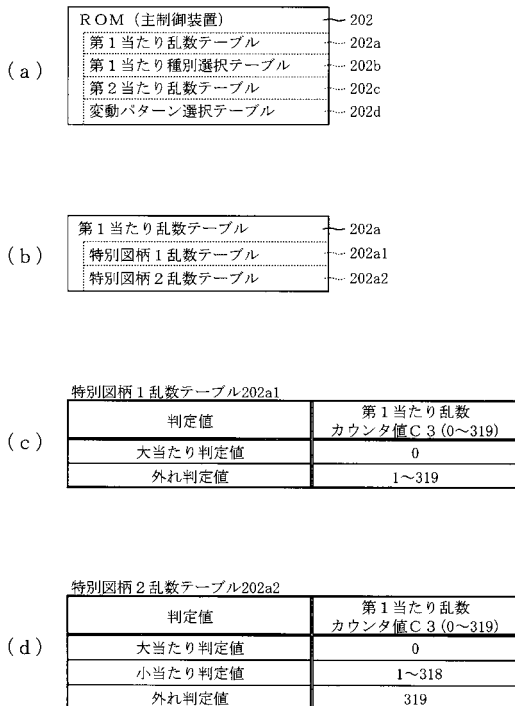 (a)
ROM(主制御装置) 202
第1当たり乱数テーブル 202a
第1当たり種別選択テーブル 202b
第2当たり乱数テーブル 202c
変動パターン選択テーブル 202d
(b)
第1当たり乱数テーブル 202a
特別図柄1乱数テーブル 202a1
特別図柄2乱数テーブル 202a2
(c)
特別図柄1乱数テーブル202a1
判定値 第1当たり乱数
カウンタ値C3(0～319)
大当たり判定値 0
外れ判定値 1～319
(d)
特別図柄2乱数テーブル202a2
判定値 第1当たり乱数
カウンタ値C3(0～319)
大当たり判定値 0
小当たり判定値 1～318
外れ判定値 319